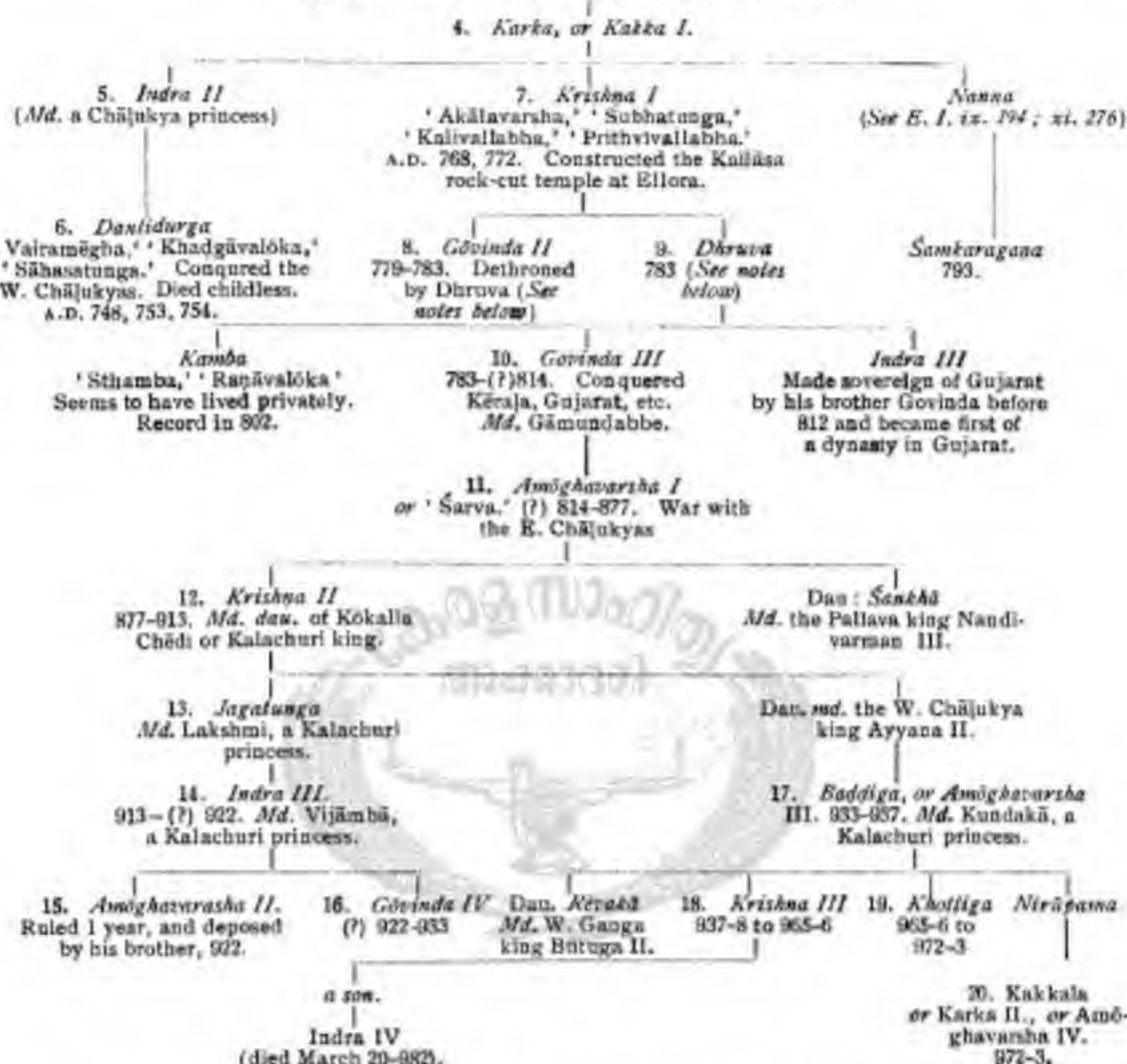 4. Karka, or Kakka I.
5. Indra II
(Md. a Chāḷukya princess)
7. Krishna I
'Akālavarsha,' 'Subhatunga,'
'Kalivallabha,' 'Prithvivallabha.'
A.D. 768, 772. Constructed the Kailāsa
rock-cut temple at Ellora.
Nanna
(See E. I. ix. 194; xi. 276)
6. Dantidurga
Vairamēgha,' 'Khadgāvalōka,'
'Sāhasatunga.' Conqured the
W. Chāḷukyas. Died childless.
A.D. 748, 753, 754.
8. Gōvinda II
779-783. Dethroned
by Dhruva (See
notes below)
9. Dhruva
783 (See notes
below)
Śamkaragana
793.
Kamba
'Sthamba,' 'Raṇāvalōka'
Seems to have lived privately.
Record in 802.
10. Govinda III
783-(?)814. Conquered
Kēraḷa, Gujarat, etc.
Md. Gāmundabbe.
Indra III
Made sovereign of Gujarat
by his brother Govinda before
812 and became first of
a dynasty in Gujarat.
11. Amōghavarsha I
or 'Śarva.' (?) 814-877. War with
the E. Chāḷukyas
12. Krishna II
877-913. Md. dau. of Kōkalla
Chēdi or Kalachuri king.
Dau: Śankhā
Md. the Pallava king Nandi-
varman III.
13. Jagatunga
Md. Lakshmi, a Kalachuri
princess.
Dau. md. the W. Chāḷukya
king Ayyana II.
14. Indra III.
913-(?) 922. Md. Vijāmbā,
a Kalachuri princess.
17. Baddiga, or Amōghavarsha
III. 933-937. Md. Kundakā, a
Kalachuri princess.
15. Amōghavarasha II.
Ruled 1 year, and deposed
by his brother, 922.
16. Gōvinda IV
(?) 922-933
Dau. Rēvakā
Md. W. Ganga
king Būtuga II.
18. Krishna III
937-8 to 965-6
19. Khottiga
965-6 to
972-3
Nirūpama
a son.
Indra IV
(died March 20-982).
20. Kakkala
or Karka II., or Amō-
ghavarsha IV.
972-3.